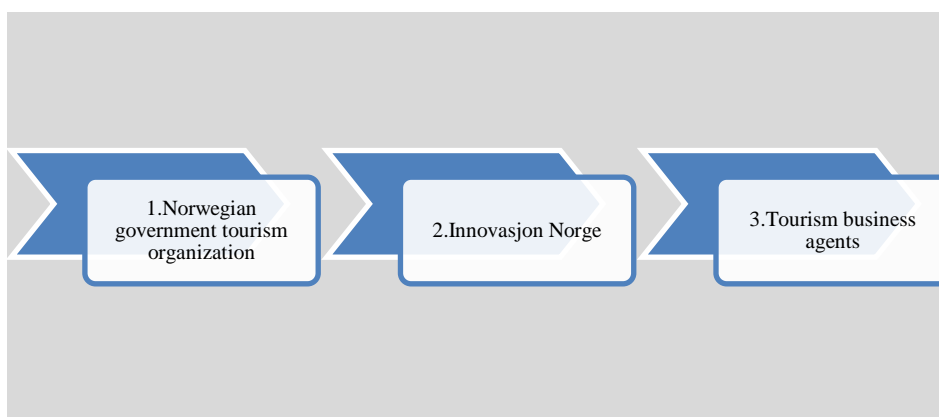 1.Norwegian
government tourism
organization
2.Innovasjon Norge
3.Tourism business
agents